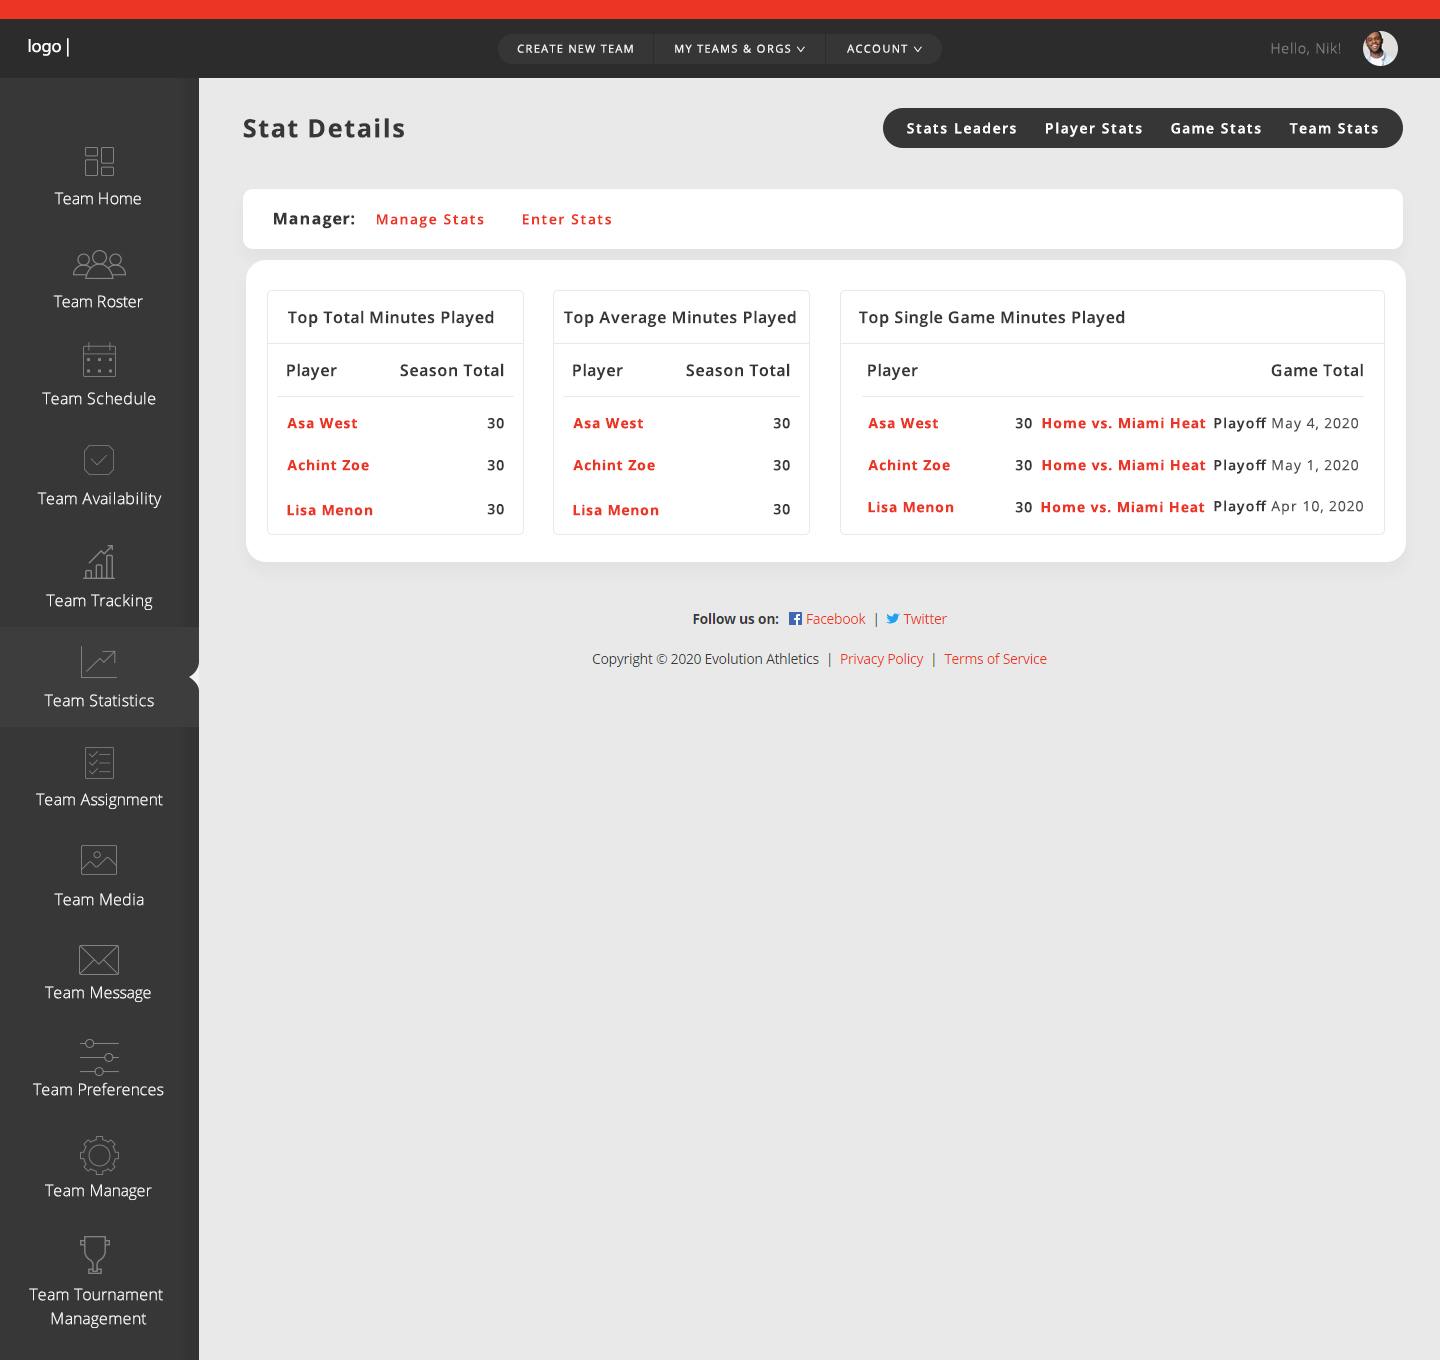 logo |
CREATE NEW TEAM
MY TEAMS & ORGS
ACCOUNT
Hello, Nik!
Team Home
Team Roster
Team Schedule
Team Availability
Team Tracking
Team Statistics
Team Assignment
Team Media
Team Message
Team Preferences
Team Manager
Team Tournament
Management
Stat Details
Stats Leaders Player Stats Game Stats Team Stats
Manager: Manage Stats Enter Stats
Top Total Minutes Played
Player Season Total
Asa West 30
Achint Zoe 30
Lisa Menon 30
Top Average Minutes Played
Player Season Total
Asa West 30
Achint Zoe 30
Lisa Menon 30
Top Single Game Minutes Played
Player Game Total
Asa West 30 Home vs. Miami Heat Playoff May 4, 2020
Achint Zoe 30 Home vs. Miami Heat Playoff May 1, 2020
Lisa Menon 30 Home vs. Miami Heat Playoff Apr 10, 2020
Follow us on: Facebook | Twitter
Copyright © 2020 Evolution Athletics | Privacy Policy | Terms of Service